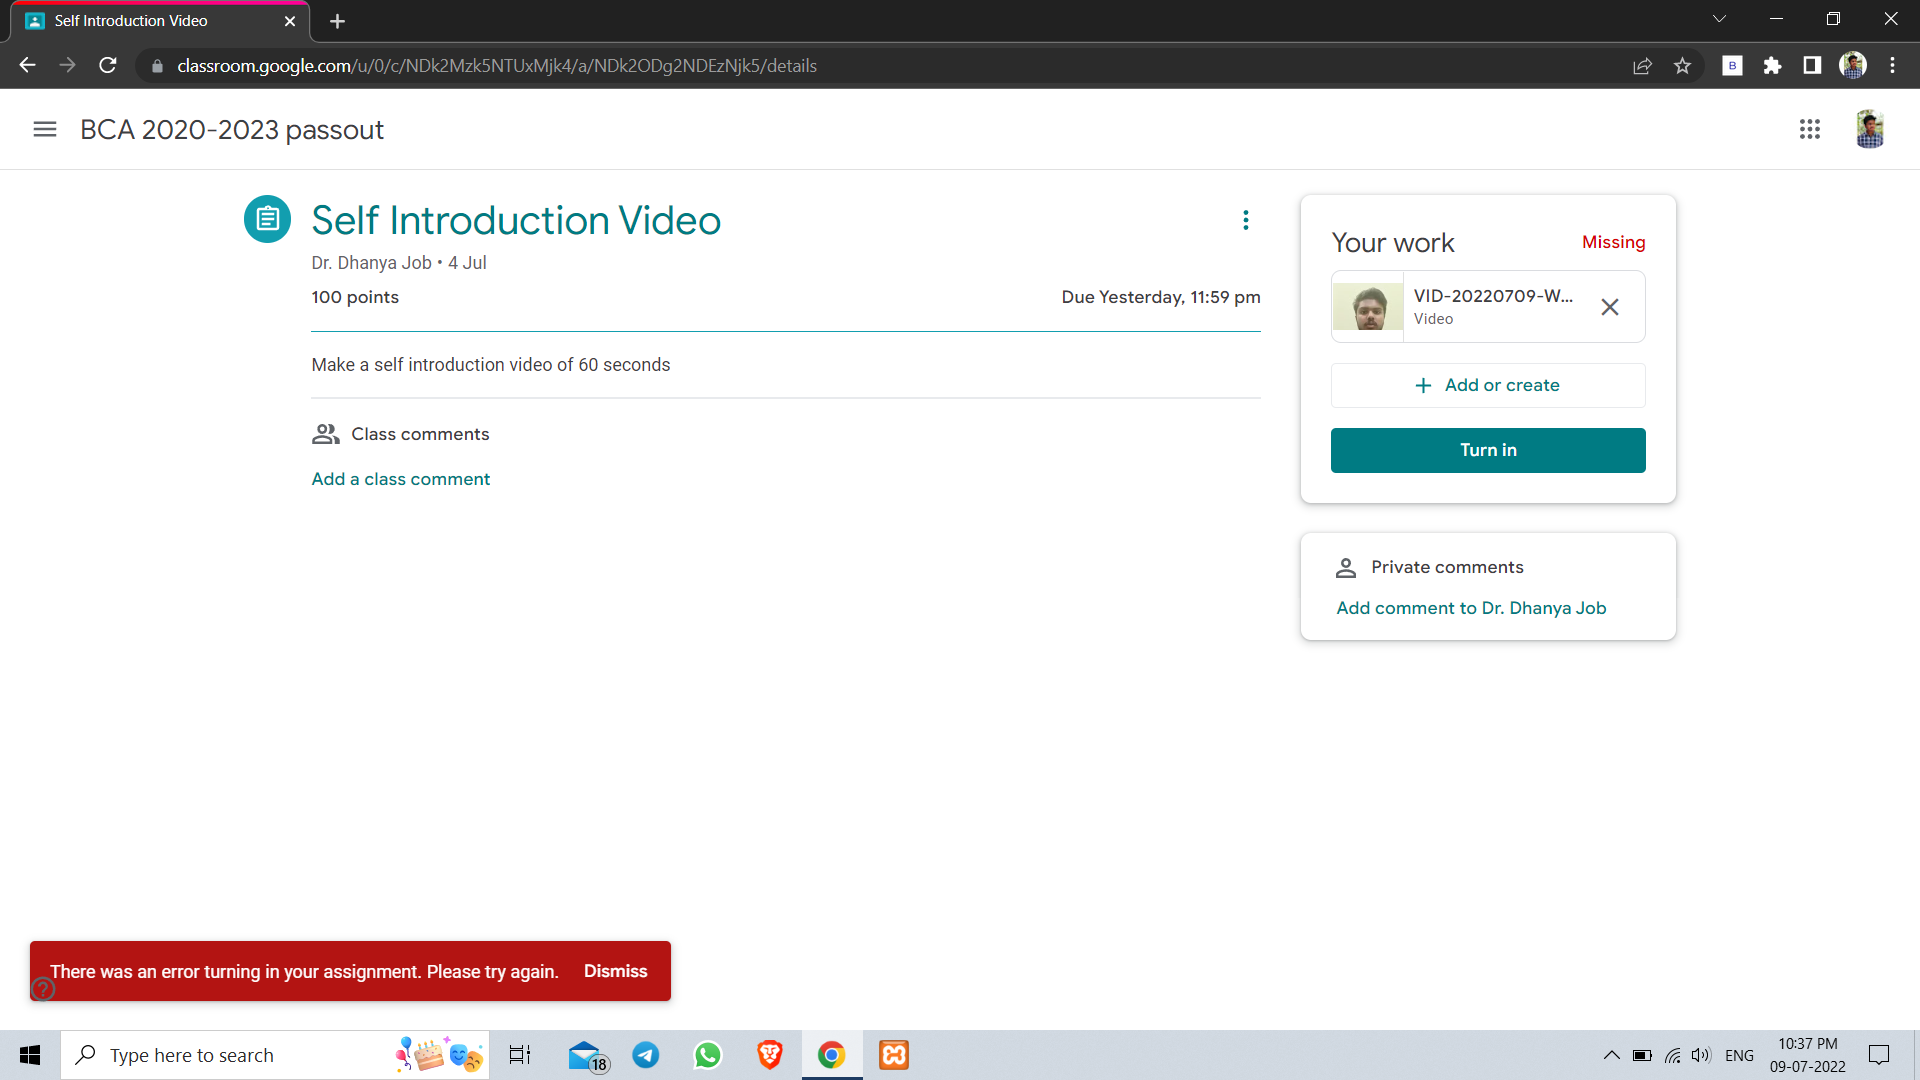 Self Introduction Video
classroom.google.com/u/0/c/NDk2Mzk5NTUxMjk4/a/NDk2ODg2NDEzNjk5/details
B
BCA 2020-2023 passout
Self Introduction Video
Dr. Dhanya Job • 4 Jul
100 points
Due Yesterday, 11:59 pm
Make a self introduction video of 60 seconds
Class comments
Add a class comment
Your work
Missing
VID-20220709-W...
Video
+ Add or create
Turn in
Private comments
Add comment to Dr. Dhanya Job
There was an error turning in your assignment. Please try again.
Dismiss
?
Type here to search
18
ENG
10:37 PM
09-07-2022